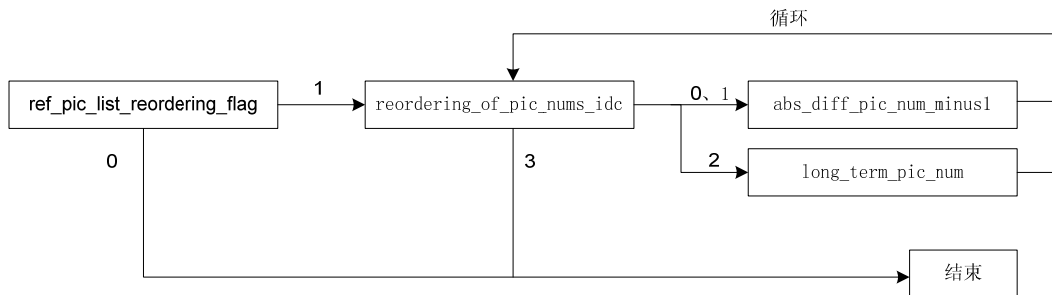 循环
ref_pic_list_reordering_flag
1
reordering_of_pic_nums_idc
0、1
abs_diff_pic_num_minus1
0
3
2
long_term_pic_num
结束